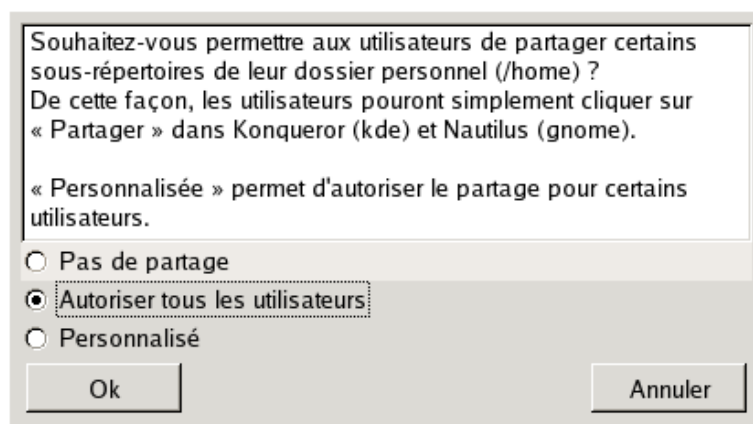 Souhaitez-vous permettre aux utilisateurs de partager certains
sous-répertoires de leur dossier personnel (/home) ?
De cette façon, les utilisateurs pouront simplement cliquer sur
« Partager » dans Konqueror (kde) et Nautilus (gnome).
« Personnalisée » permet d'autoriser le partage pour certains
utilisateurs.
Pas de partage
Autoriser tous les utilisateurs
Personnalisé
Ok
Annuler